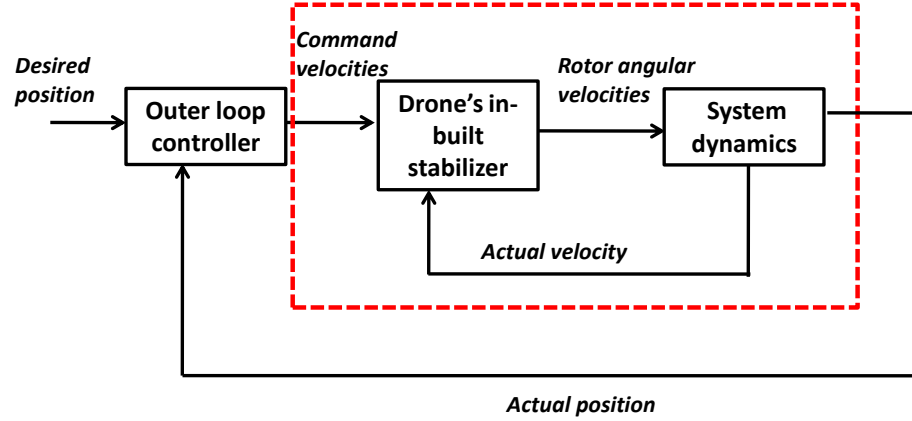 Desired
position
Outer loop
controller
Command
velocities
Drone's in-
built
stabilizer
Rotor angular
velocities
System
dynamics
Actual velocity
Actual position